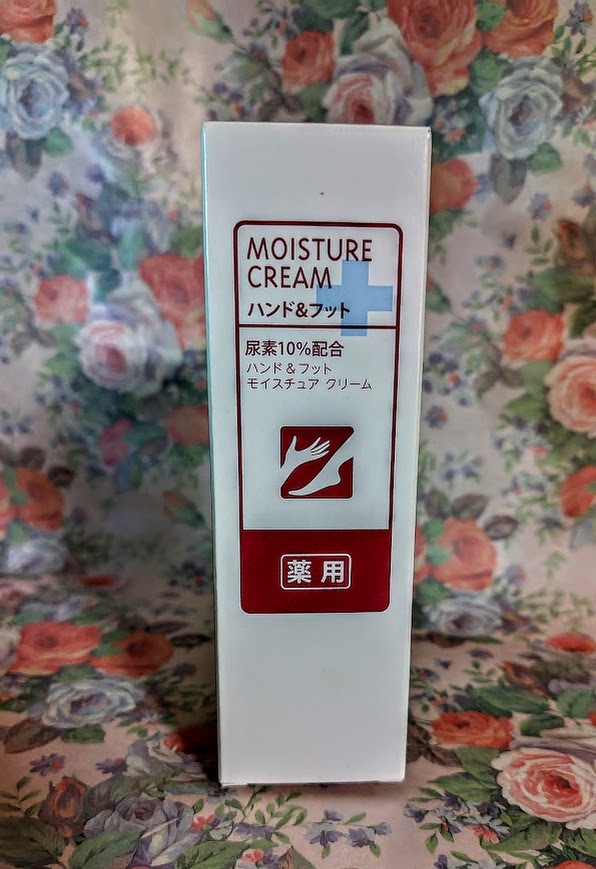 MOISTURE
CREAM
ハンド&フット
尿素10%配合
ハンド&フット
モイスチュア クリーム
薬用